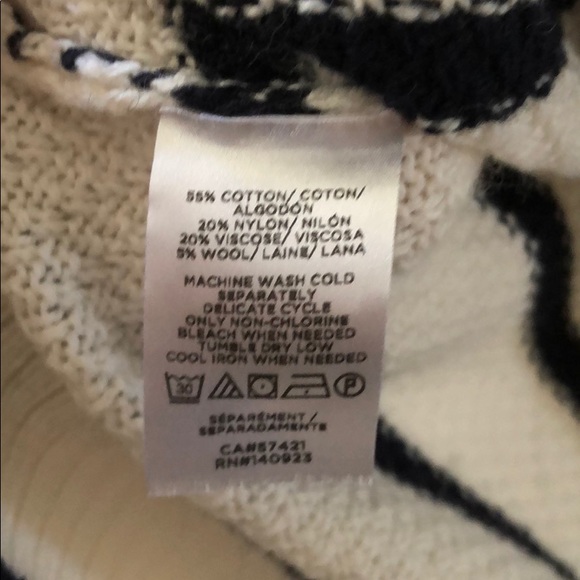 55% COTTON/ COTON/
ALGODÓN
20% NYLON/ NILÓN
20% VISCOSE/ VISCOSA
5% WOOL/ LAINE/ LANA
MACHINE WASH COLD
SEPARATELY
DELICATE CYCLE
ONLY NON-CHLORINE
BLEACH WHEN NEEDED
TUMBLE DRY LOW
COOL IRON WHEN NEEDED
30 P
SÉPARÉMENT /
SEPARADAMENTE
CA#57421
RN#140923